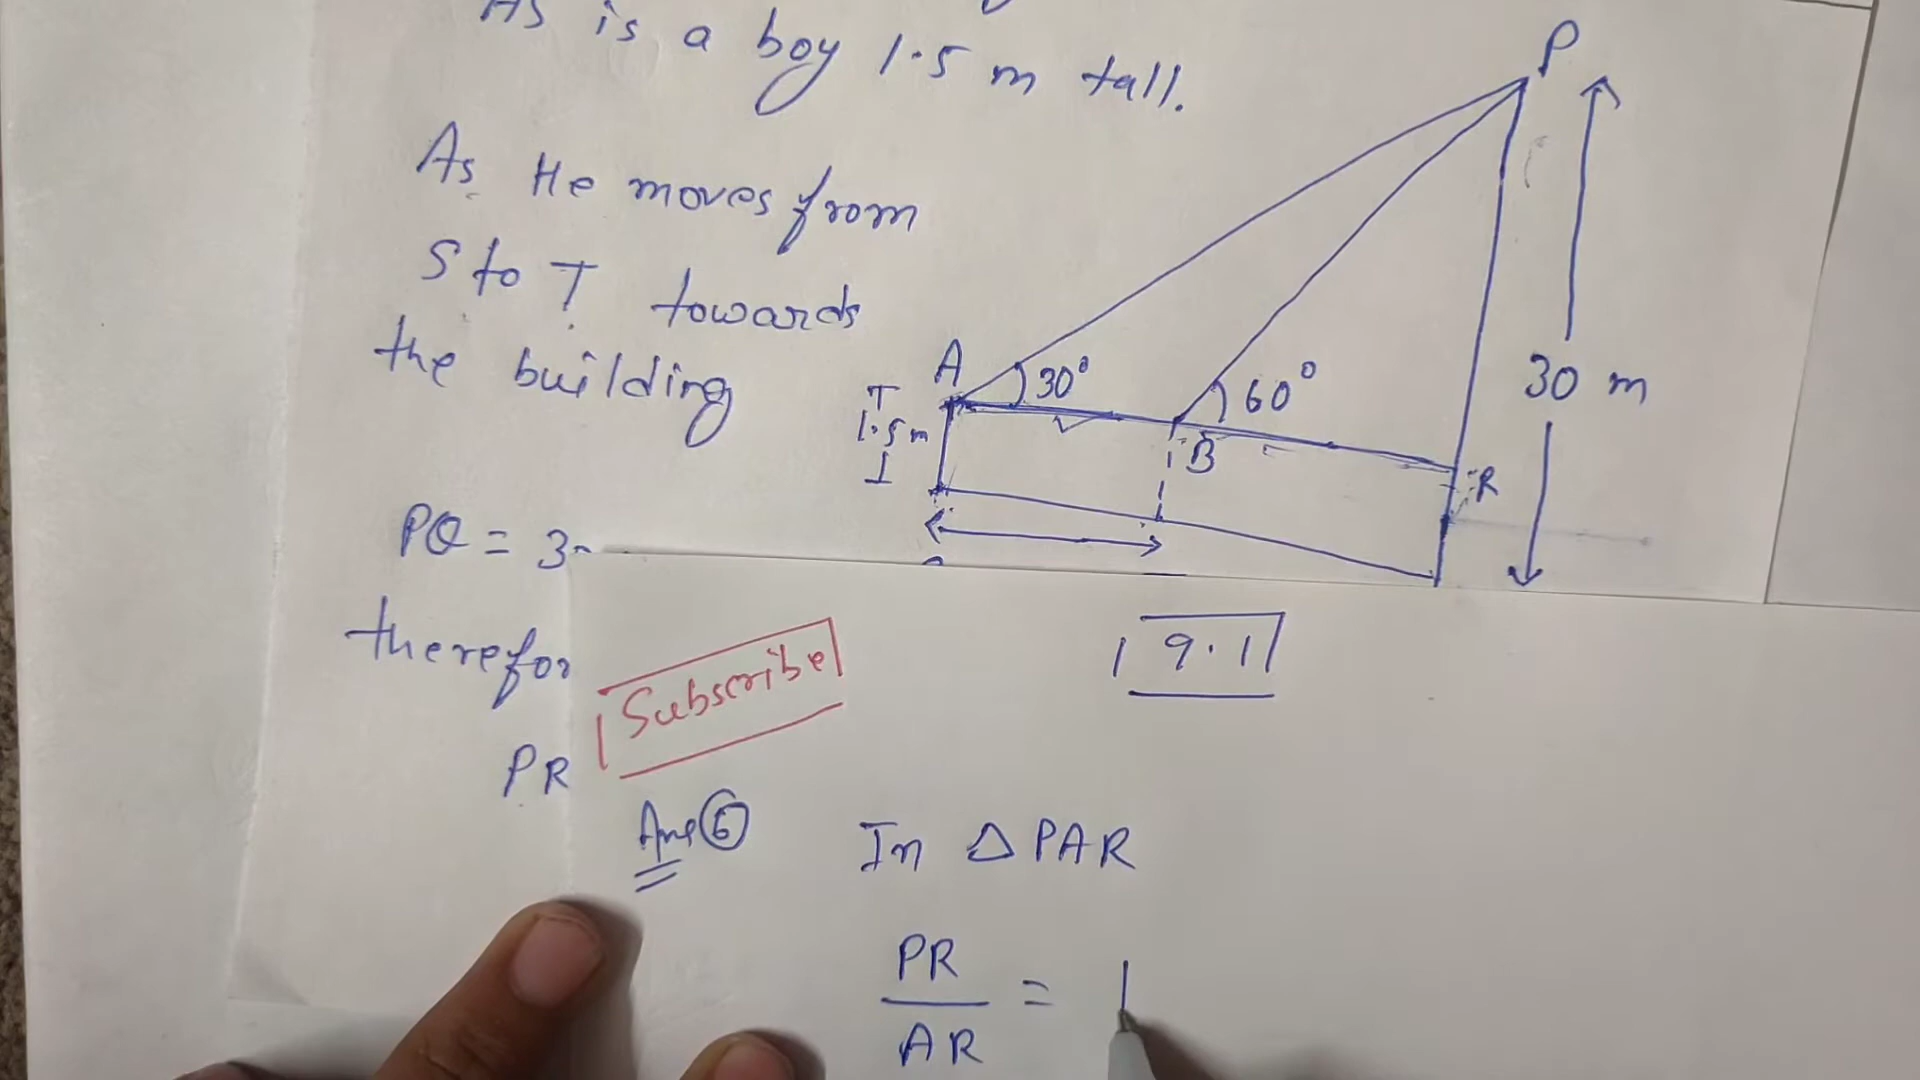 AS is a boy 1.5 m tall.
As He moves from
S to T towards
the building
P
A
30°
60°
30 m
1.5 m
B
R
PQ = 3
therefor
PR
Subscribe
9.1
Ans 6
In △ PAR
PR
AR
=